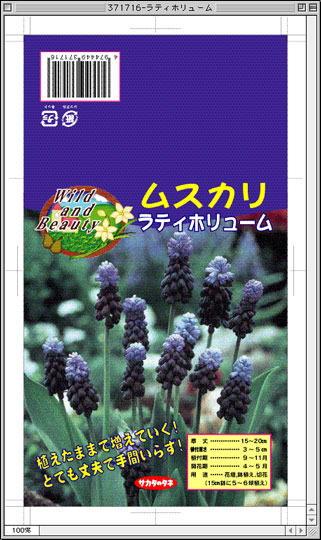 371716-ラティホリューム
4 974449 371716
Wild
and
Beauty
ムスカリ
ラティホリューム
植えたままで増えていく!
とても丈夫で手間いらず!
サカタのタネ
草 丈 ・・・・・・・・・・ 15〜20cm
植付深さ ・・・・・・・・・・ 3〜5cm
植付期 ・・・・・・・・・・ 9〜11月
開花期 ・・・・・・・・・・ 4〜5月
用 途 ・・・・・・ 花壇,鉢植え,切花
(15cm鉢に5〜6球植え)
100%